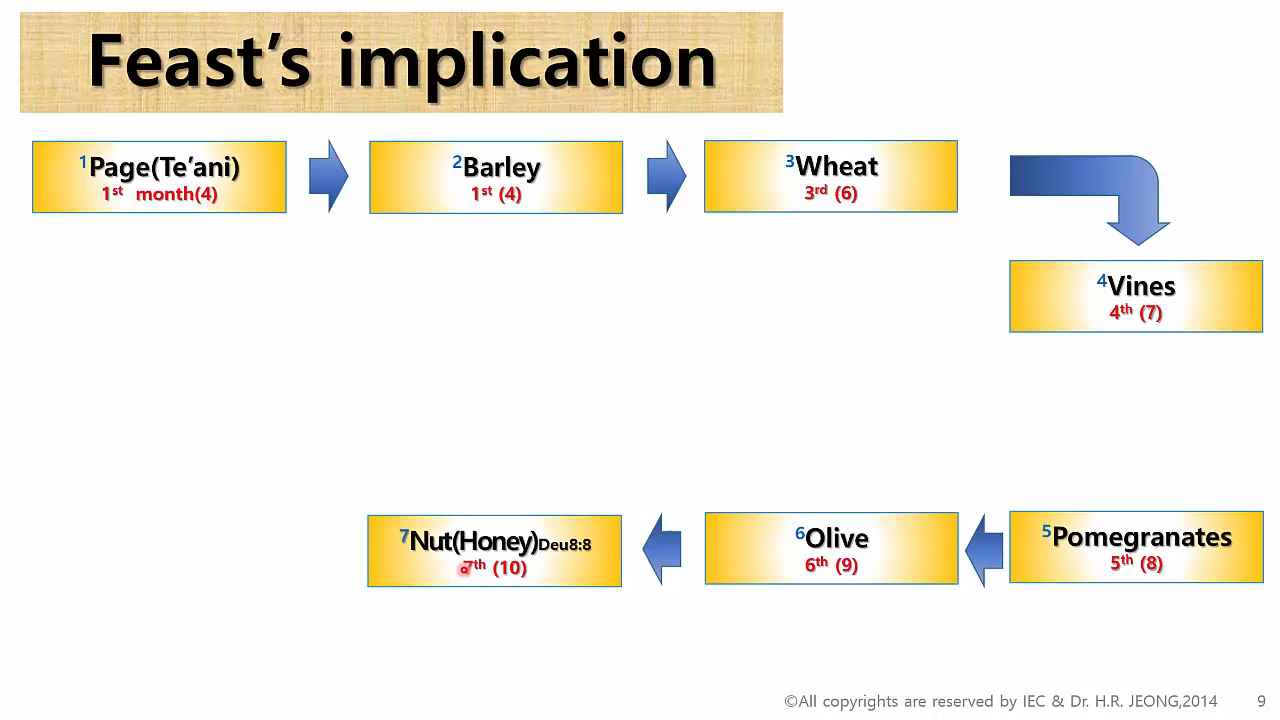 Feast's implication
1Page(Te'ani)
1st month(4)
2Barley
1st (4)
3Wheat
3rd (6)
4Vines
4th (7)
5Pomegranates
5th (8)
6Olive
6th (9)
7Nut(Honey)Deu8:8
7th (10)
©All copyrights are reserved by IEC & Dr. H.R. JEONG,2014 9